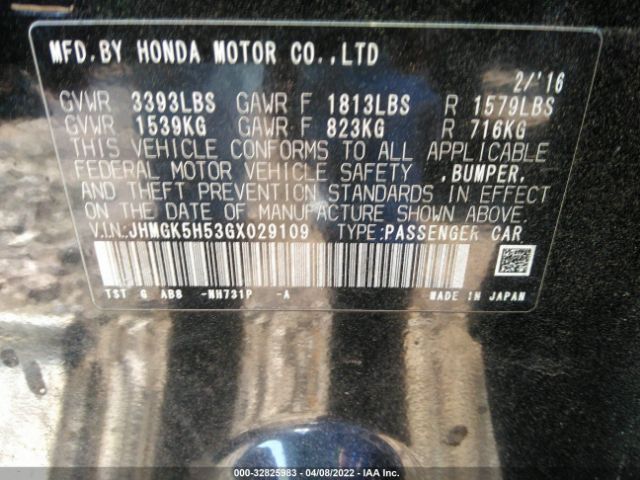 MFD.BY HONDA MOTOR CO.,LTD
2/'16
GVWR 3393LBS GAWR F 1813LBS R 1579LBS
GVWR 1539KG GAWR F 823KG R 716KG
THIS VEHICLE CONFORMS TO ALL APPLICABLE
FEDERAL MOTOR VEHICLE SAFETY ,BUMPER,
AND THEFT PREVENTION STANDARDS IN EFFECT
ON THE DATE OF MANUFACTURE SHOWN ABOVE.
V.I.N.:JHMGK5H53GX029109 TYPE:PASSENGER CAR
TST G AB8 -NH731P -A MADE IN JAPAN
000-32825983 - 04/08/2022 - IAA Inc.